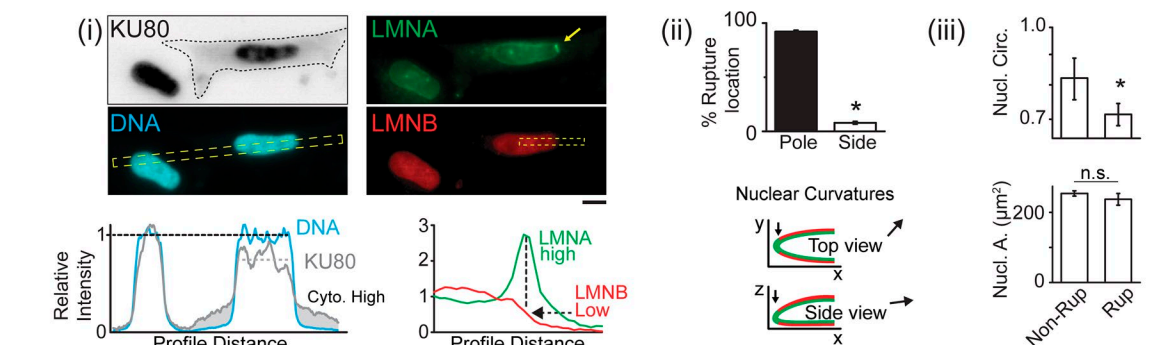 (i)
KU80
LMNA
DNA
LMNB
Relative
Intensity
1
0
DNA
KU80
Cyto. High
Profile Distance
3
2
1
0
LMNA
high
LMNB
Low
Profile Distance
(ii)
% Rupture
location
100
0
*
Pole
Side
Nuclear Curvatures
y
Top view
x
z
Side view
x
(iii)
Nucl. Circ.
1.0
0.7
*
Nucl. A. (μm²)
n.s.
200
0
Non-Rup
Rup